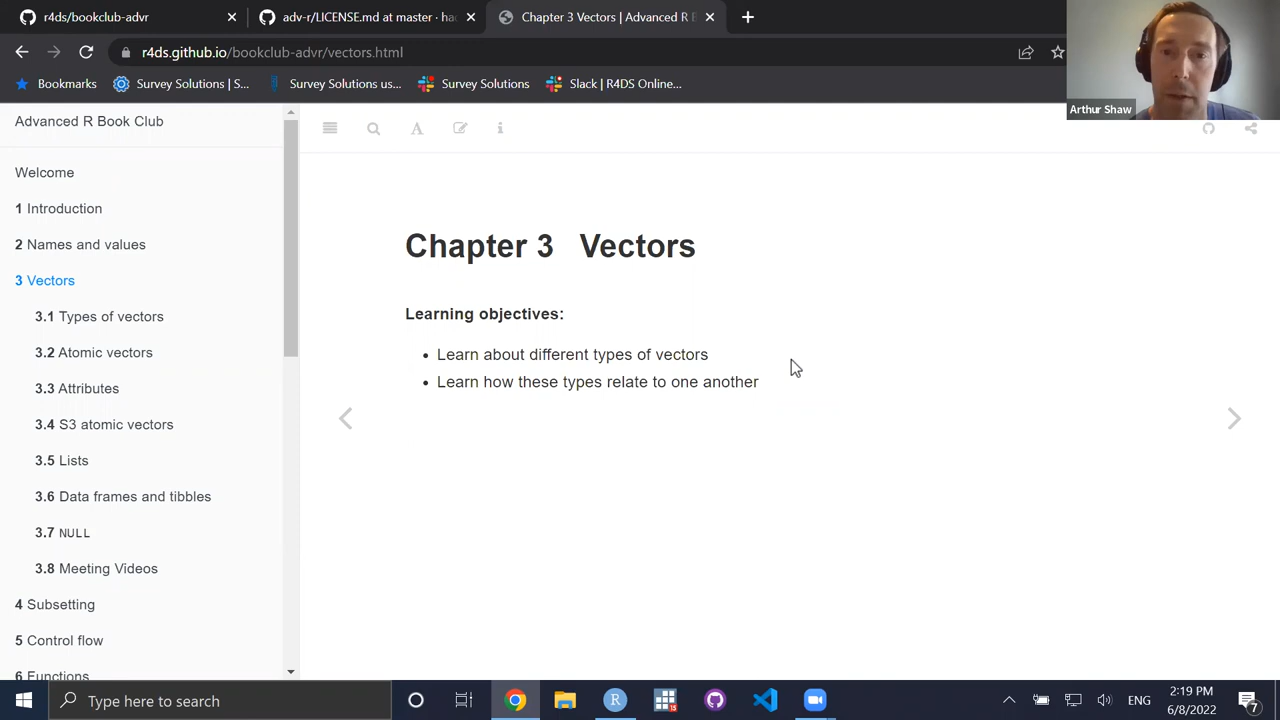 r4ds/bookclub-advr
adv-r/LICENSE.md at master · ha
Chapter 3 Vectors | Advanced R B
r4ds.github.io/bookclub-advr/vectors.html
Bookmarks
Survey Solutions | S...
Survey Solutions us...
Survey Solutions
Slack | R4DS Online...
Arthur Shaw
Advanced R Book Club
Welcome
1 Introduction
2 Names and values
3 Vectors
3.1 Types of vectors
3.2 Atomic vectors
3.3 Attributes
3.4 S3 atomic vectors
3.5 Lists
3.6 Data frames and tibbles
3.7 NULL
3.8 Meeting Videos
4 Subsetting
5 Control flow
6 Functions
Chapter 3 Vectors
Learning objectives:
• Learn about different types of vectors
• Learn how these types relate to one another
Type here to search
ENG
2:19 PM
6/8/2022
7